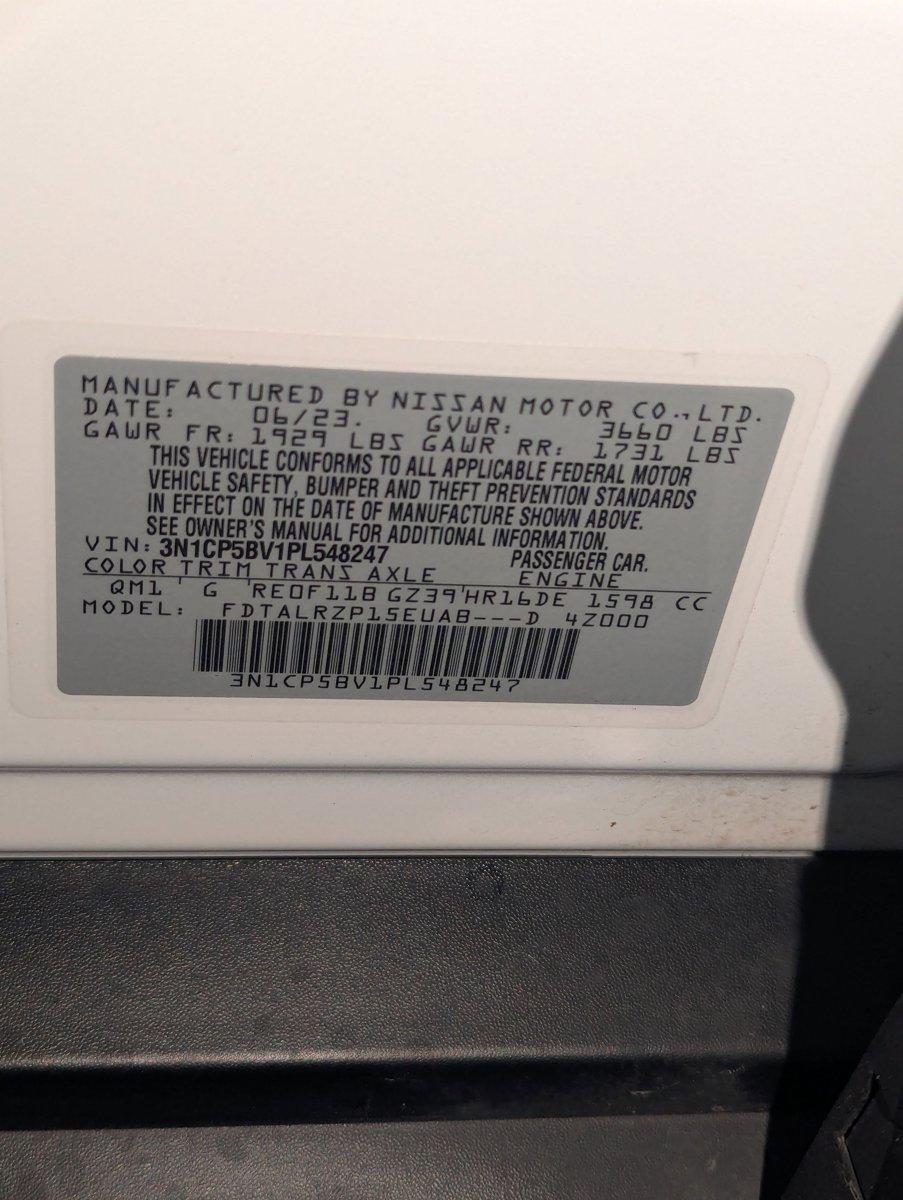 MANUFACTURED BY NISSAN MOTOR CO., LTD.
DATE: 06/23. GVWR: 3660 LBS
GAWR FR: 1929 LBS GAWR RR: 1731 LBS
THIS VEHICLE CONFORMS TO ALL APPLICABLE FEDERAL MOTOR
VEHICLE SAFETY, BUMPER AND THEFT PREVENTION STANDARDS
IN EFFECT ON THE DATE OF MANUFACTURE SHOWN ABOVE.
SEE OWNER'S MANUAL FOR ADDITIONAL INFORMATION.
VIN: 3N1CP5BV1PL548247 PASSENGER CAR.
COLOR TRIM TRANS AXLE ENGINE
QM1 ' G 'RE0F11B GZ39'HR16DE 1598 CC
MODEL: FDTALRZP15EUAB---D 4Z000
3N1CP5BV1PL548247